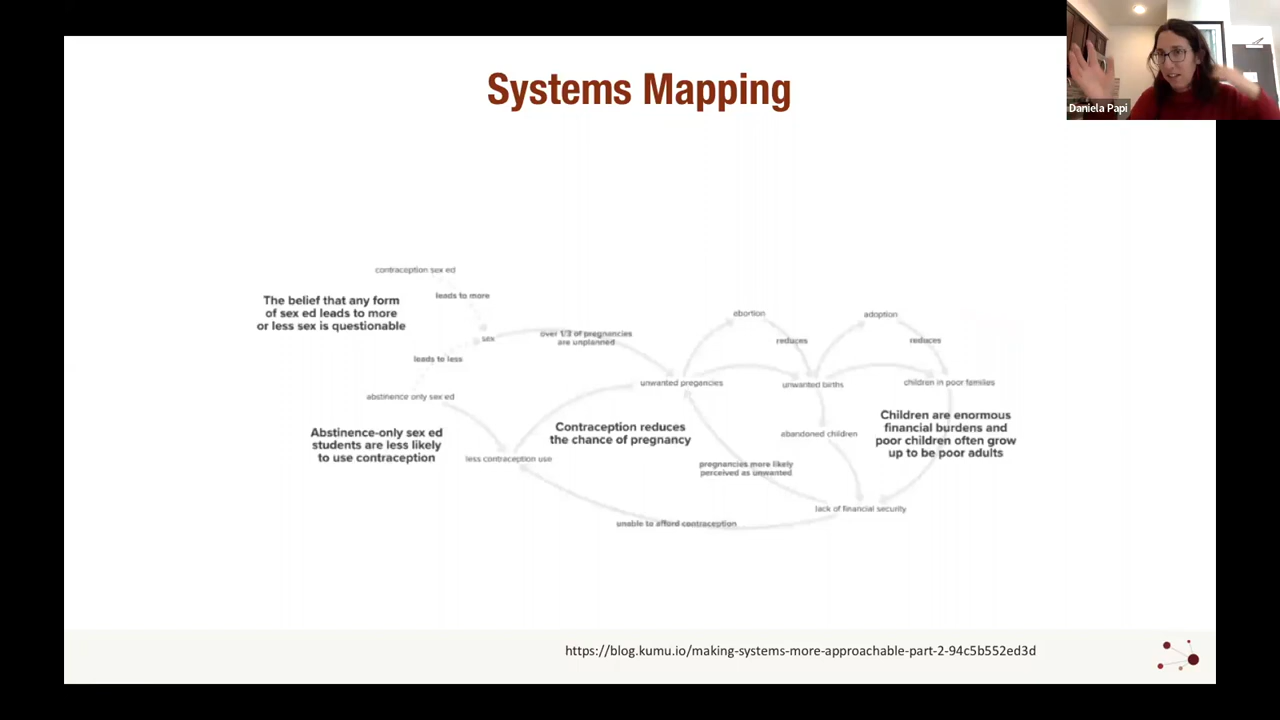 Systems Mapping
Daniela Papi
contraception sex ed
leads to more
The belief that any form
of sex ed leads to more
or less sex is questionable
sex
leads to less
abstinence only sex ed
Abstinence-only sex ed
students are less likely
to use contraception
less contraception use
over 1/3 of pregnancies
are unplanned
abortion
reduces
adoption
reduces
unwanted pregancies
unwanted births
children in poor families
Contraception reduces
the chance of pregnancy
abandoned children
Children are enormous
financial burdens and
poor children often grow
up to be poor adults
pregnancies more likely
perceived as unwanted
lack of financial security
unable to afford contraception
https://blog.kumu.io/making-systems-more-approachable-part-2-94c5b552ed3d